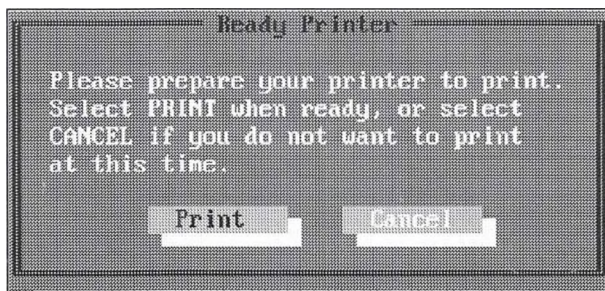 Ready Printer
Please prepare your printer to print.
Select PRINT when ready, or select
CANCEL if you do not want to print
at this time.
Print Cancel